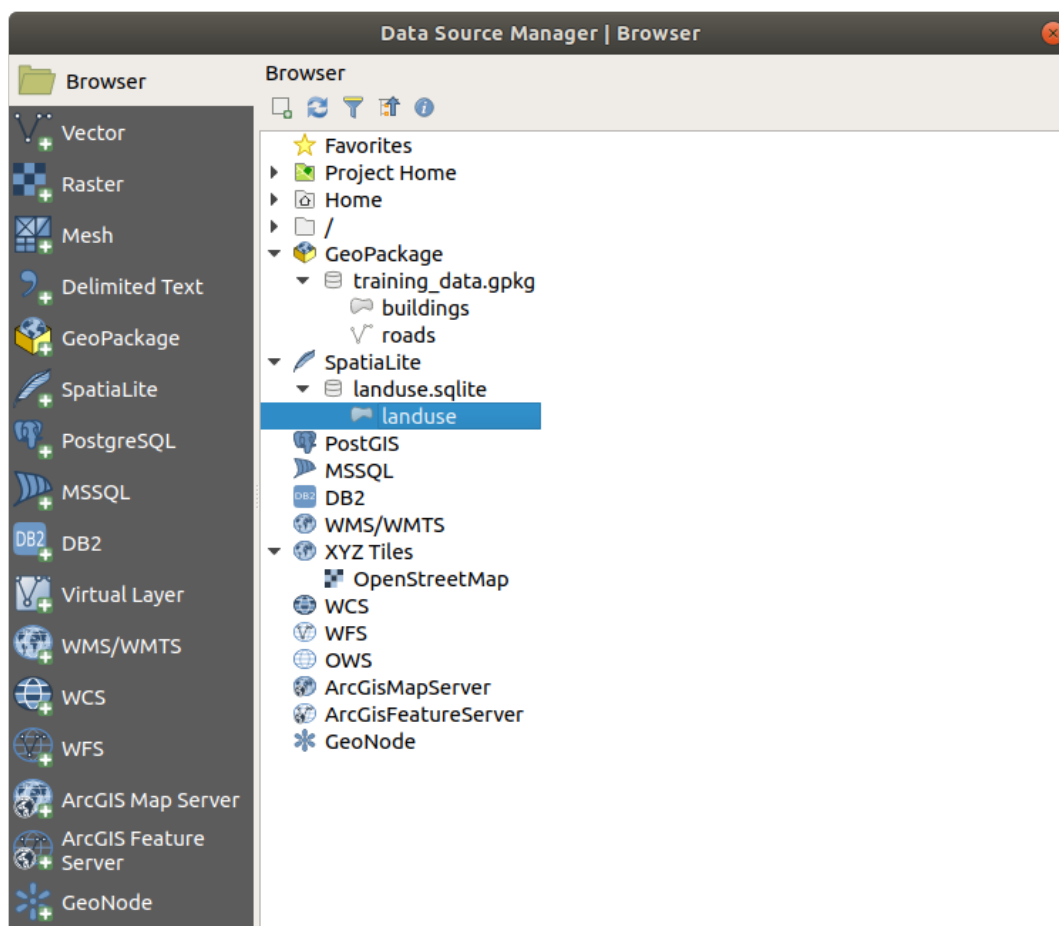 Data Source Manager | Browser
Browser
Vector
Raster
Mesh
Delimited Text
GeoPackage
SpatiaLite
PostgreSQL
MSSQL
DB2
DB2
Virtual Layer
WMS/WMTS
WCS
WFS
ArcGIS Map Server
ArcGIS Feature
Server
GeoNode
Browser
Favorites
Project Home
Home
/
GeoPackage
training_data.gpkg
buildings
roads
SpatiaLite
landuse.sqlite
landuse
PostGIS
MSSQL
DB2 DB2
WMS/WMTS
XYZ Tiles
OpenStreetMap
WCS
WFS
OWS
ArcGisMapServer
ArcGisFeatureServer
GeoNode